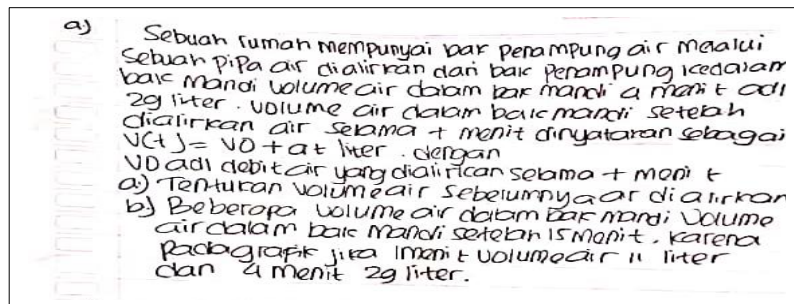 a) Sebuah rumah mempunyai bak penampung air melalui
Sebuah pipa air dialirkan dari bak penampung kedalam
bak mandi volume air dalam bak mandi 4 menit adl
29 liter. volume air dalam bak mandi setelah
dialirkan air selama t menit dinyatakan sebagai
V(t) = V0 + at liter. dengan
V0 adl debit air yang dialirkan selama t menit
a) Tentukan volume air sebelumnya ar dialirkan
b) Beberapa volume air dalam bak mandi volume
air dalam bak mandi setelah 15 menit. karena
pada grafik jika 1 menit volume air 11 liter
dan 4 menit 29 liter.